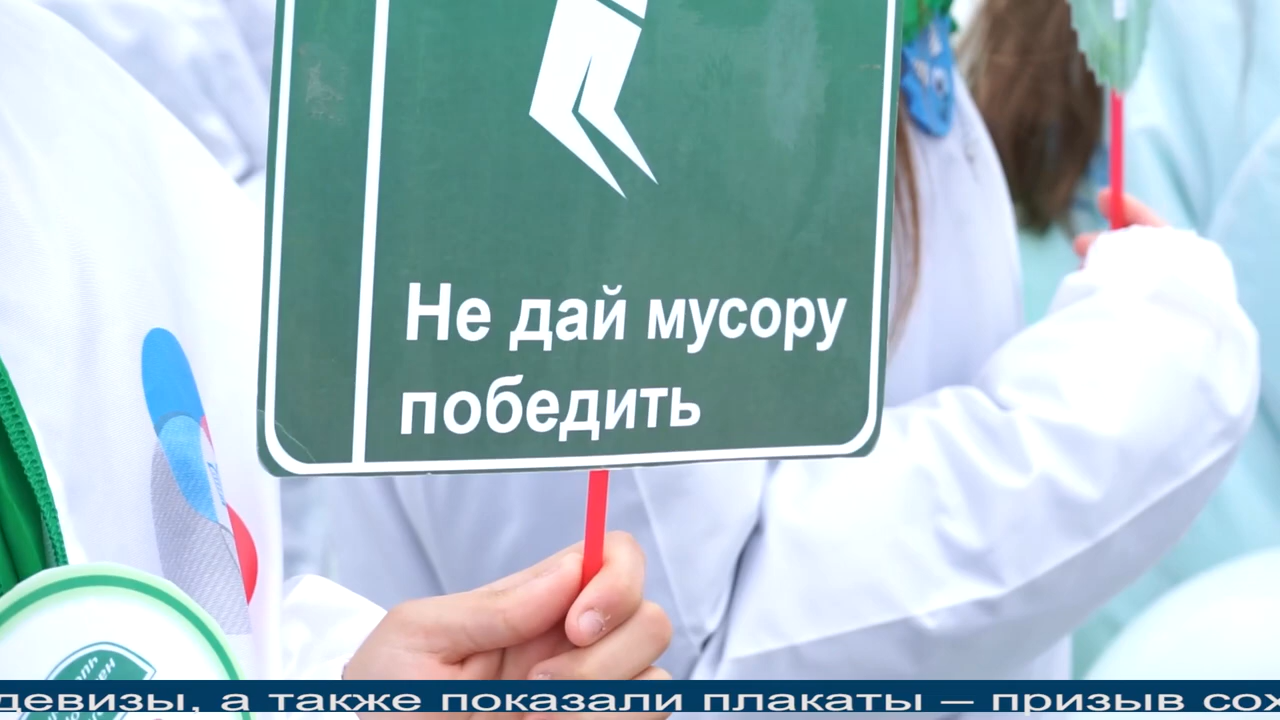 Не дай мусору
победить
девизы, а также показали плакаты – призыв сох